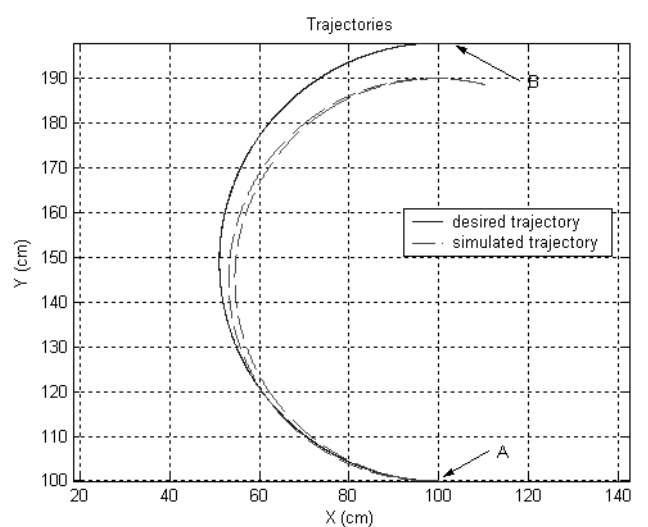 Trajectories
B
190
180
170
160
150
140
130
120
110
100
Y (cm)
desired trajectory
simulated trajectory
A
20 40 60 80 100 120 140
X (cm)